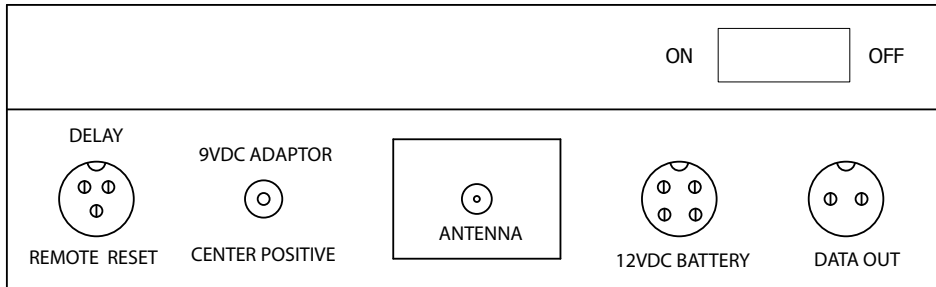 ON OFF
DELAY
9VDC ADAPTOR
REMOTE RESET
CENTER POSITIVE
ANTENNA
12VDC BATTERY
DATA OUT